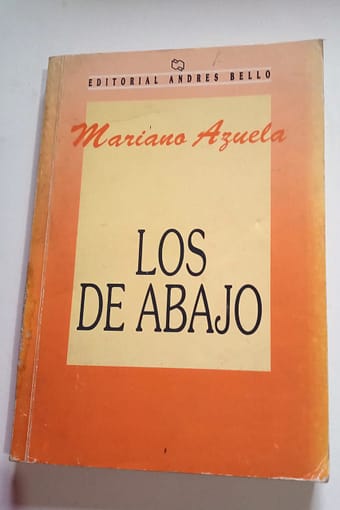 EDITORIAL ANDRES BELLO
Mariano Azuela
LOS
DE ABAJO